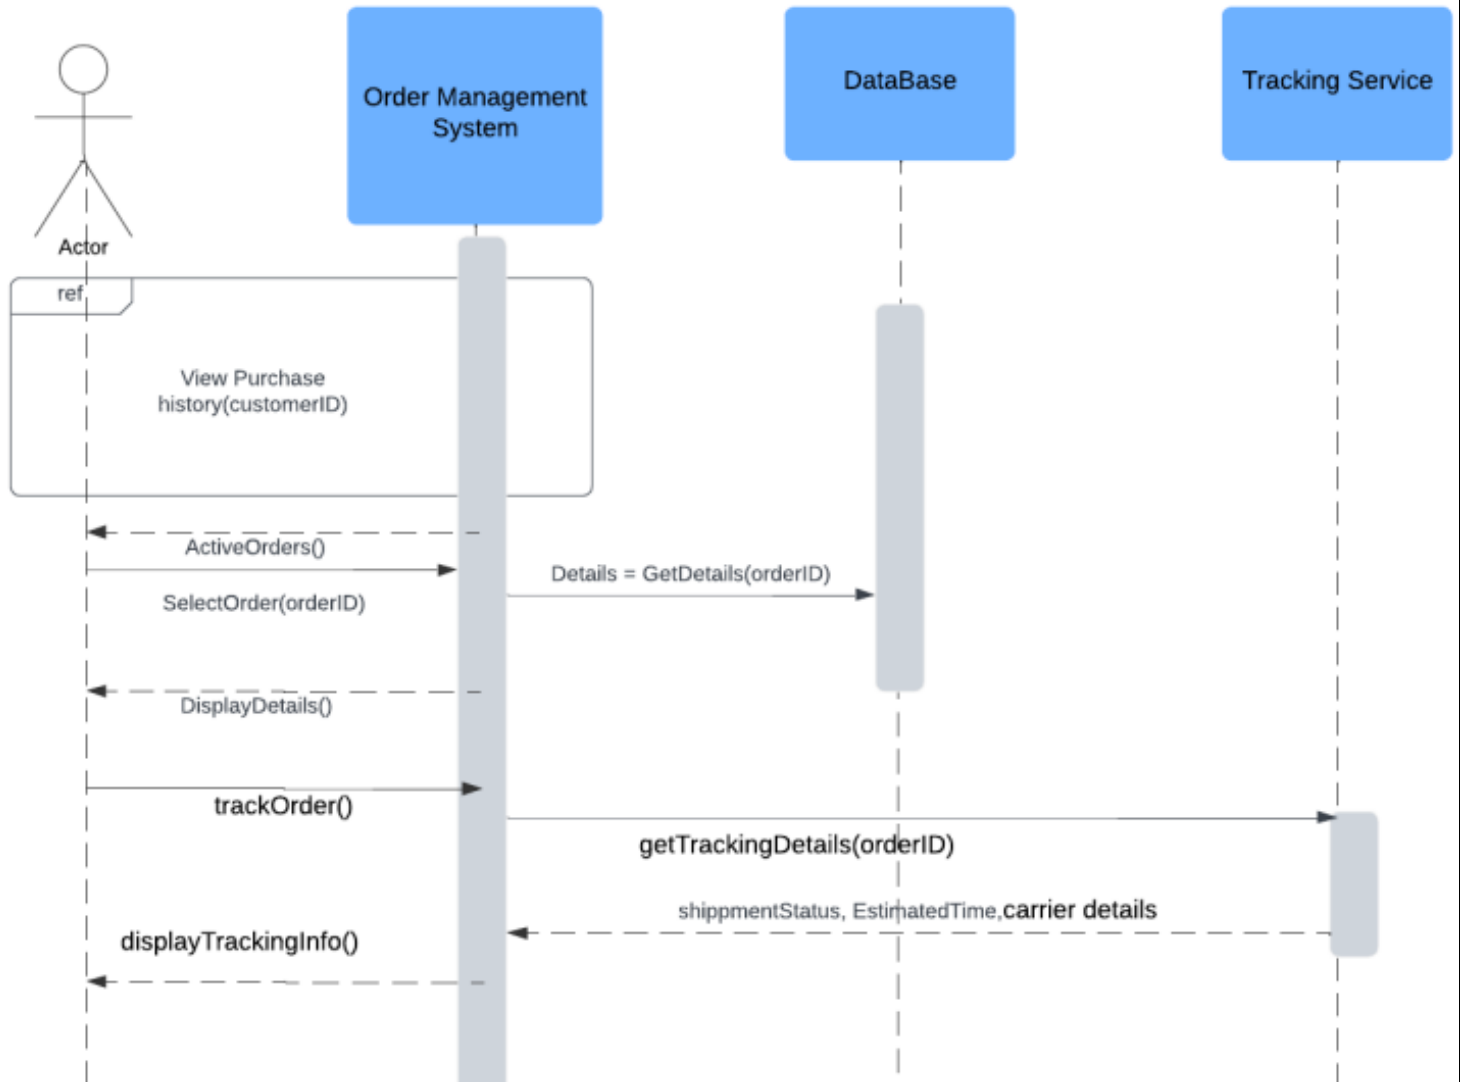 Order Management
System
DataBase
Tracking Service
Actor
ref
View Purchase
history(customerID)
ActiveOrders()
Details = GetDetails(orderID)
SelectOrder(orderID)
DisplayDetails()
trackOrder()
getTrackingDetails(orderID)
shippmentStatus, EstimatedTime,carrier details
displayTrackingInfo()